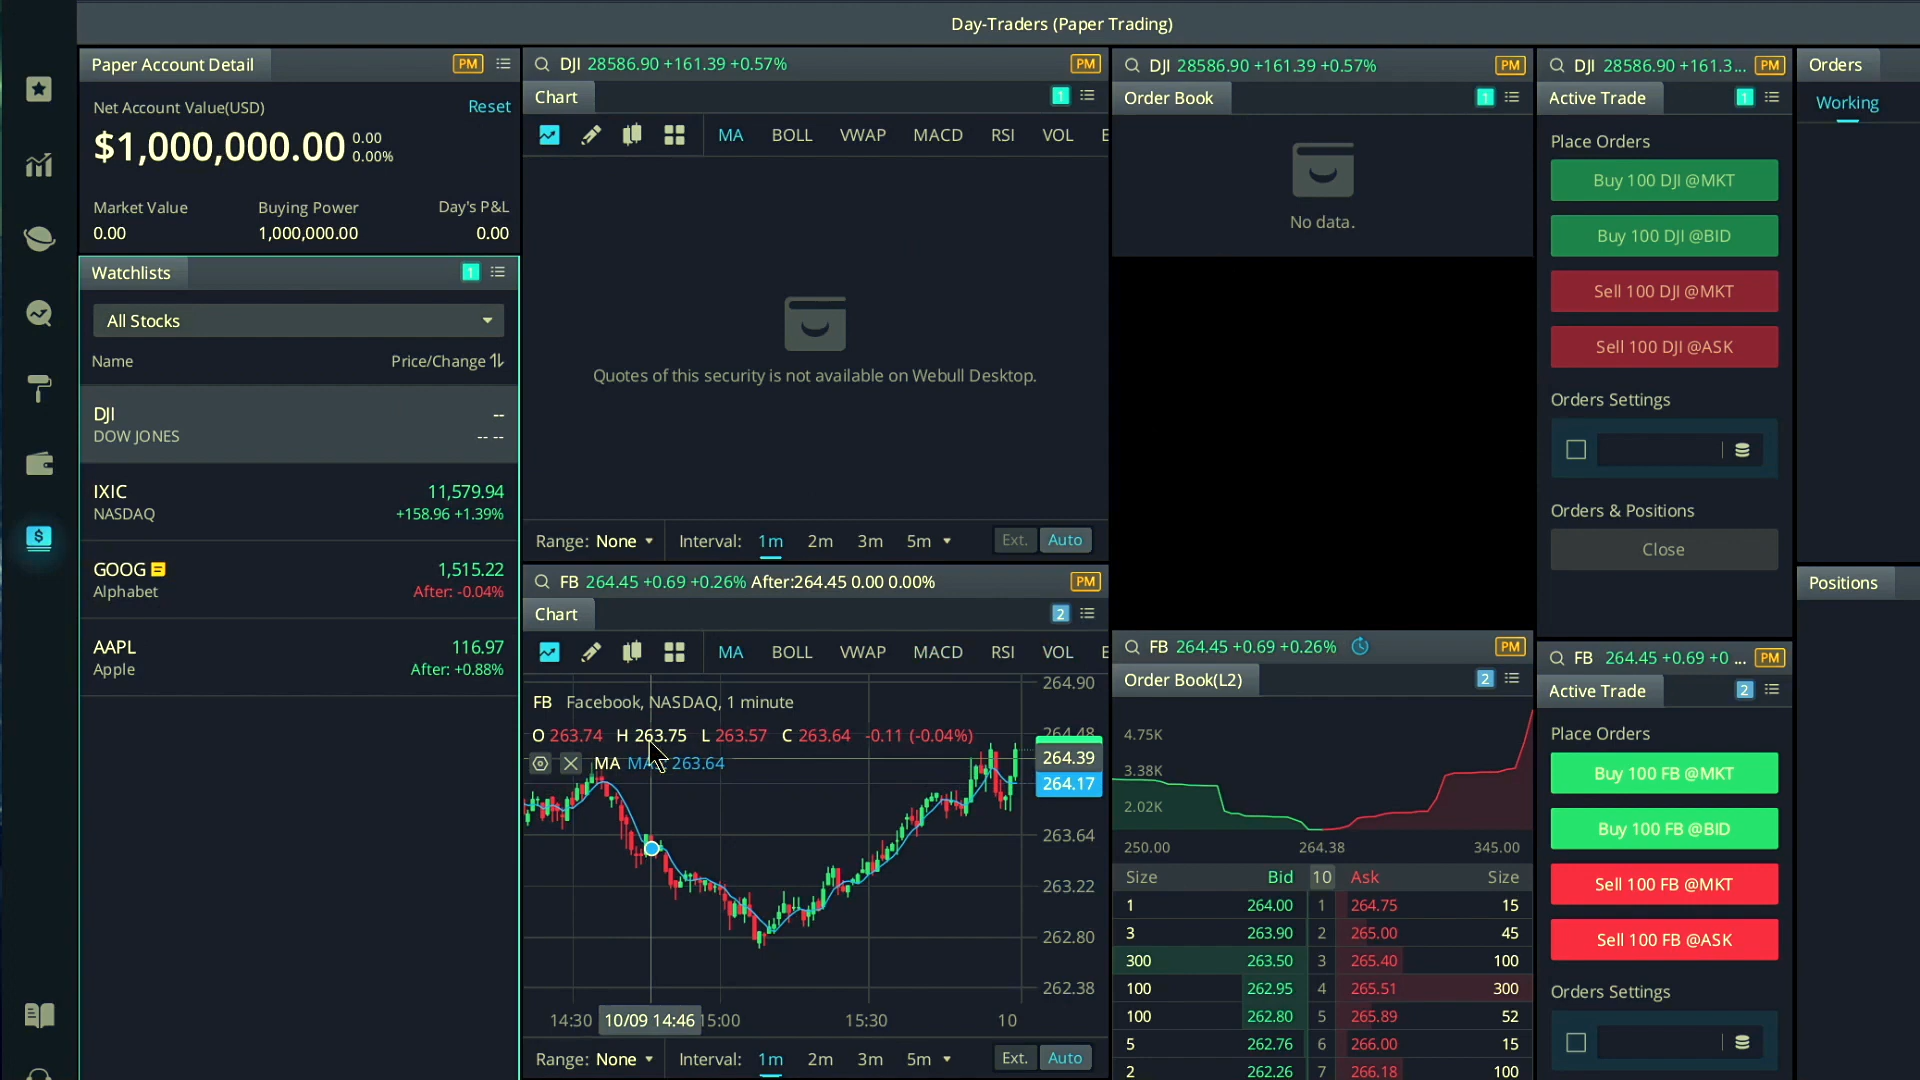 Day-Traders (Paper Trading)
Paper Account Detail
PM
Net Account Value(USD)
Reset
$1,000,000.00
0.00
0.00%
Market Value
Buying Power
Day's P&L
0.00
1,000,000.00
0.00
Watchlists
1
All Stocks
Name
Price/Change
DJI
--
DOW JONES
-- --
IXIC
11,579.94
NASDAQ
+158.96 +1.39%
GOOG
1,515.22
Alphabet
After: -0.04%
AAPL
116.97
Apple
After: +0.88%
DJI 28586.90 +161.39 +0.57%
PM
Chart
1
MA BOLL VWAP MACD RSI VOL E
Quotes of this security is not available on Webull Desktop.
Range: None
Interval: 1m 2m 3m 5m
Ext. Auto
FB 264.45 +0.69 +0.26% After:264.45 0.00 0.00%
PM
Chart
2
MA BOLL VWAP MACD RSI VOL E
FB Facebook, NASDAQ, 1 minute
O 263.74 H 263.75 L 263.57 C 263.64 -0.11 (-0.04%)
MA 263.64
264.90
264.48
264.39
264.17
263.64
263.22
262.80
262.38
14:30
10/09 14:46
15:00
15:30
10
Range: None
Interval: 1m 2m 3m 5m
Ext. Auto
DJI 28586.90 +161.39 +0.57%
PM
Order Book
1
No data.
FB 264.45 +0.69 +0.26%
PM
Order Book(L2)
2
4.75K
3.38K
2.02K
250.00
264.38
345.00
Size Bid 10 Ask Size
1 264.00 1 264.75 15
3 263.90 2 265.00 45
300 263.50 3 265.40 100
100 262.95 4 265.51 300
100 262.80 5 265.89 52
5 262.76 6 266.00 15
2 262.26 7 266.18 100
DJI 28586.90 +161.3...
PM
Active Trade
1
Place Orders
Buy 100 DJI @MKT
Buy 100 DJI @BID
Sell 100 DJI @MKT
Sell 100 DJI @ASK
Orders Settings
Orders & Positions
Close
FB 264.45 +0.69 +0 ...
PM
Active Trade
2
Place Orders
Buy 100 FB @MKT
Buy 100 FB @BID
Sell 100 FB @MKT
Sell 100 FB @ASK
Orders Settings
Orders
Working
Positions